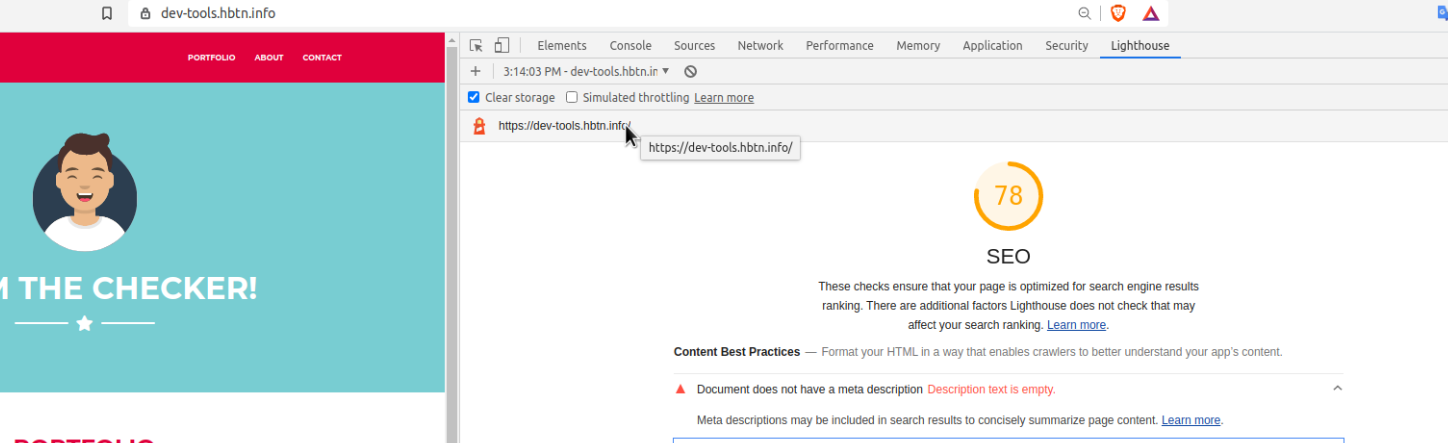 dev-tools.hbtn.info
PORTFOLIO ABOUT CONTACT
M THE CHECKER!
Elements Console Sources Network Performance Memory Application Security Lighthouse
3:14:03 PM - dev-tools.hbtn.in
Clear storage Simulated throttling Learn more
https://dev-tools.hbtn.info/
https://dev-tools.hbtn.info/
78
SEO
These checks ensure that your page is optimized for search engine results
ranking. There are additional factors Lighthouse does not check that may
affect your search ranking. Learn more.
Content Best Practices — Format your HTML in a way that enables crawlers to better understand your app's content.
Document does not have a meta description Description text is empty.
Meta descriptions may be included in search results to concisely summarize page content. Learn more.
PORTFOLIO